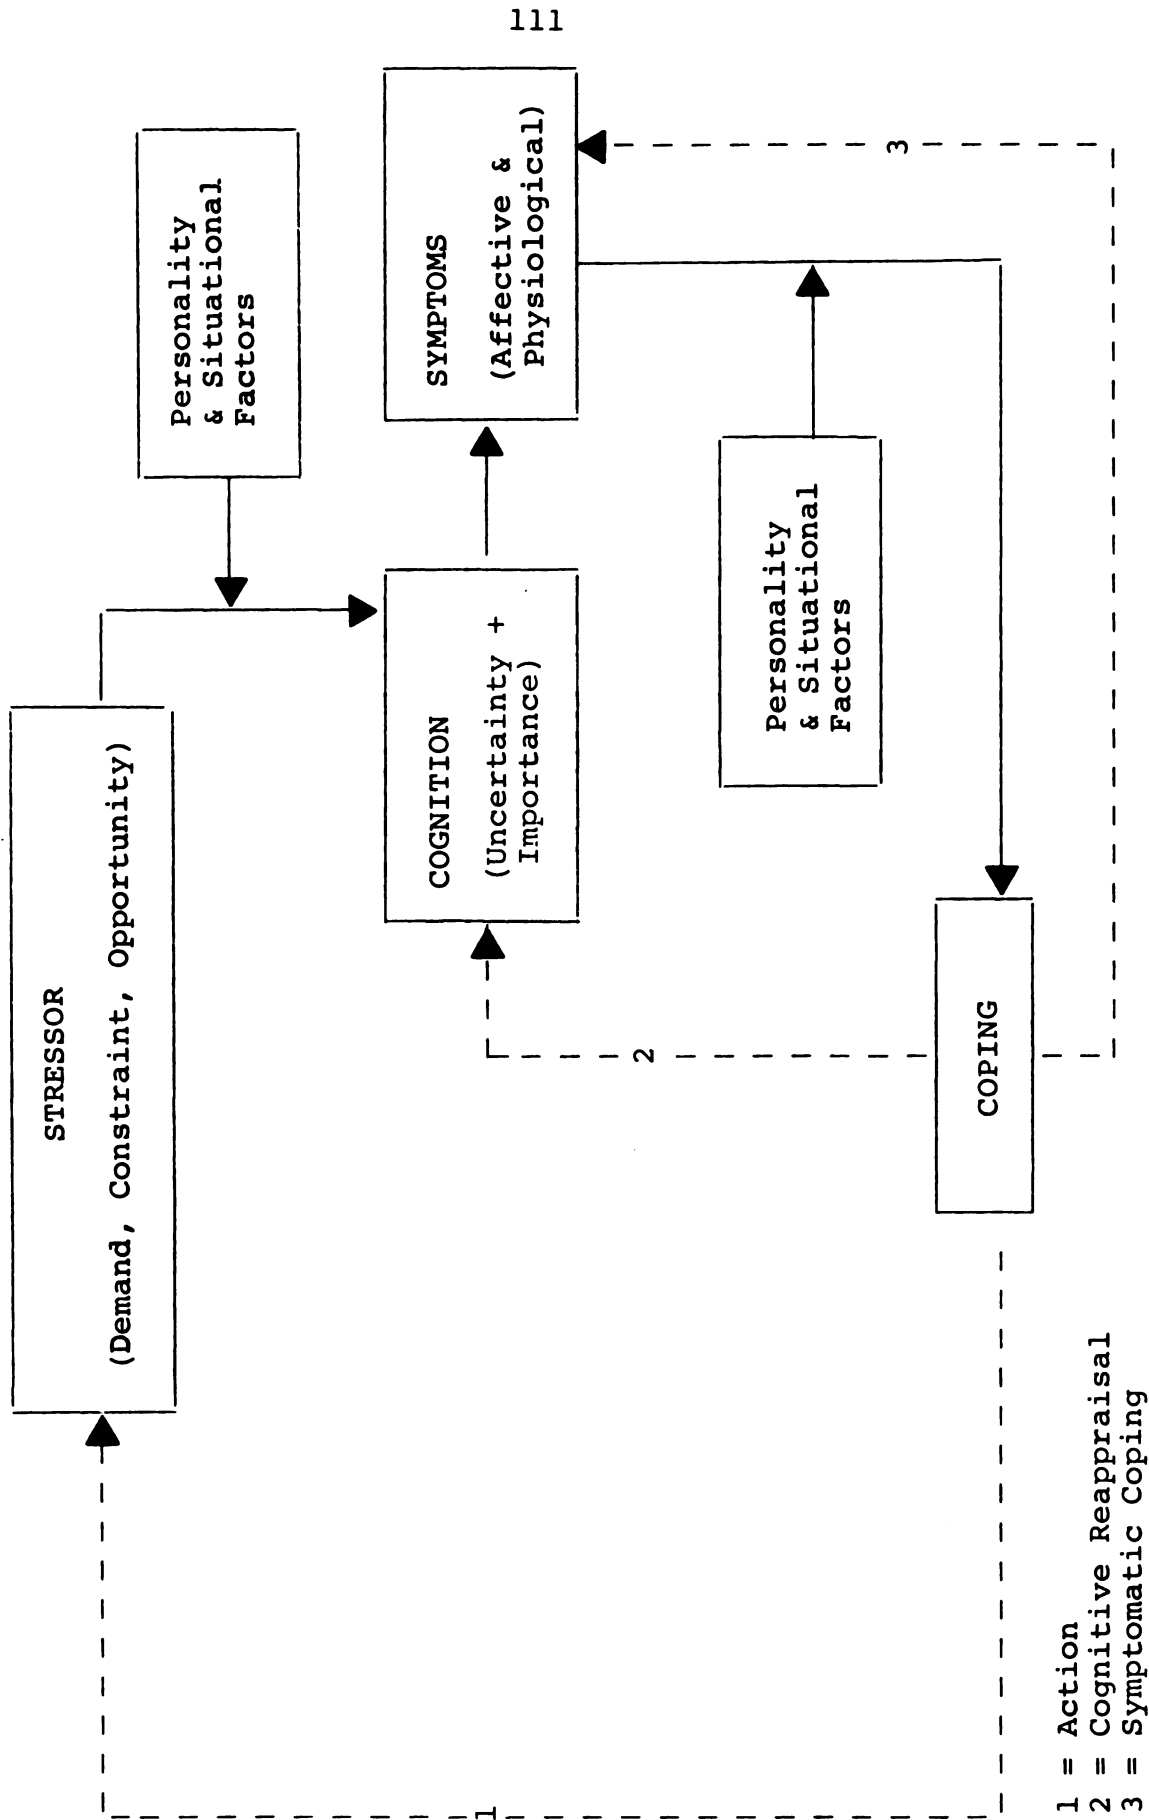 111
STRESSOR
(Demand, Constraint, Opportunity)
Personality
& Situational
Factors
COGNITION
(Uncertainty +
Importance)
SYMPTOMS
(Affective &
Physiological)
Personality
& Situational
Factors
COPING
1
2
3
1 = Action
2 = Cognitive Reappraisal
3 = Symptomatic Coping